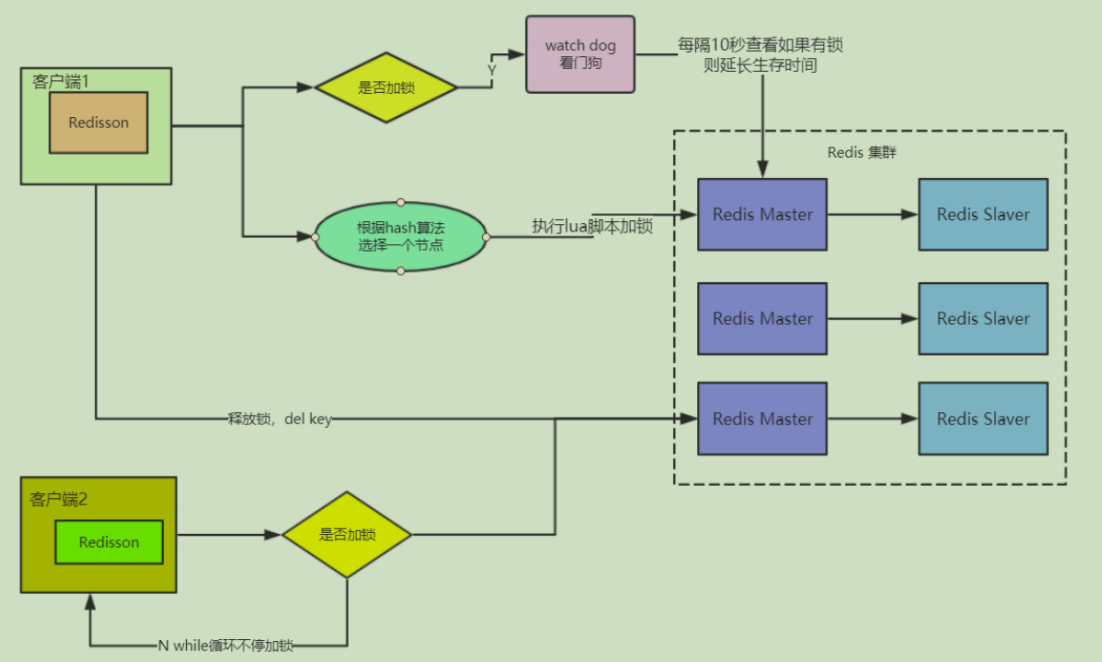 客户端1
Redisson
是否加锁
Y
watch dog
看门狗
每隔10秒查看如果有锁
则延长生存时间
Redis 集群
根据hash算法
选择一个节点
执行lua脚本加锁
Redis Master
Redis Slaver
Redis Master
Redis Slaver
Redis Master
Redis Slaver
释放锁，del key
客户端2
Redisson
是否加锁
N while循环不停加锁